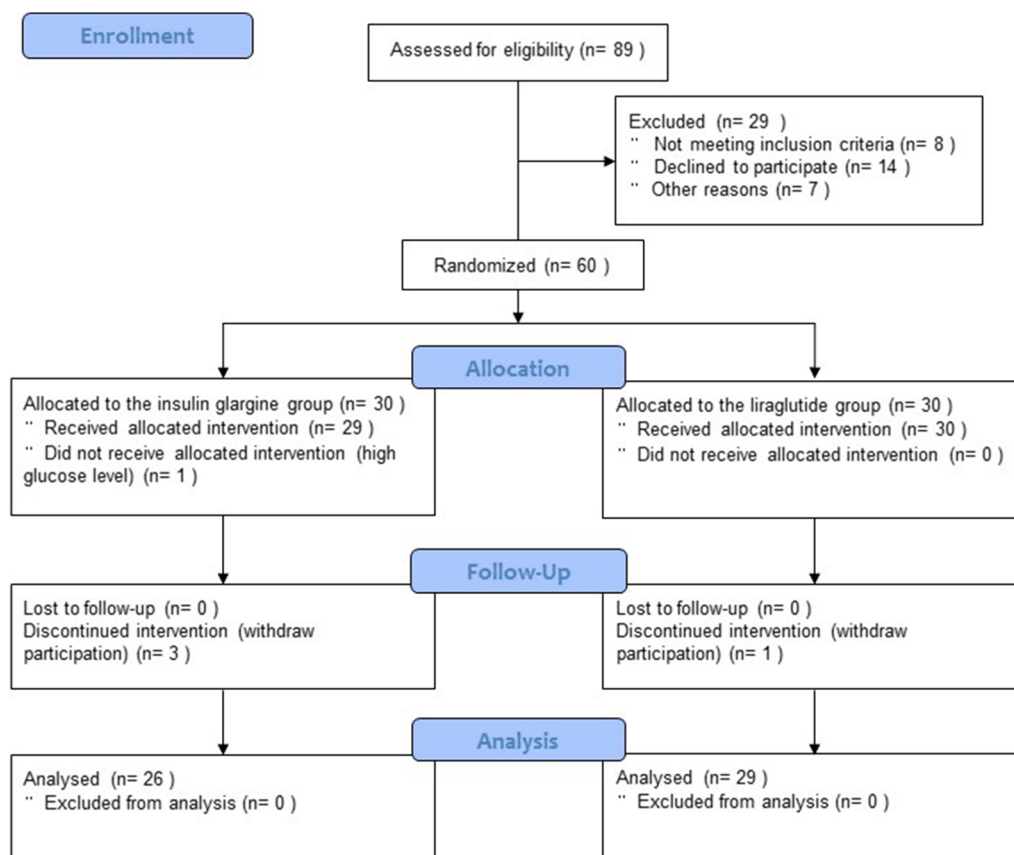 Enrollment
Assessed for eligibility (n= 89 )
Excluded (n= 29 )
¨ Not meeting inclusion criteria (n= 8 )
¨ Declined to participate (n= 14 )
¨ Other reasons (n= 7 )
Randomized (n= 60 )
Allocation
Allocated to the insulin glargine group (n= 30 )
¨ Received allocated intervention (n= 29 )
¨ Did not receive allocated intervention (high
glucose level) (n= 1 )
Allocated to the liraglutide group (n= 30 )
¨ Received allocated intervention (n= 30 )
¨ Did not receive allocated intervention (n= 0 )
Follow-Up
Lost to follow-up (n= 0 )
Discontinued intervention (withdraw
participation) (n= 3 )
Lost to follow-up (n= 0 )
Discontinued intervention (withdraw
participation) (n= 1 )
Analysis
Analysed (n= 26 )
¨ Excluded from analysis (n= 0 )
Analysed (n= 29 )
¨ Excluded from analysis (n= 0 )